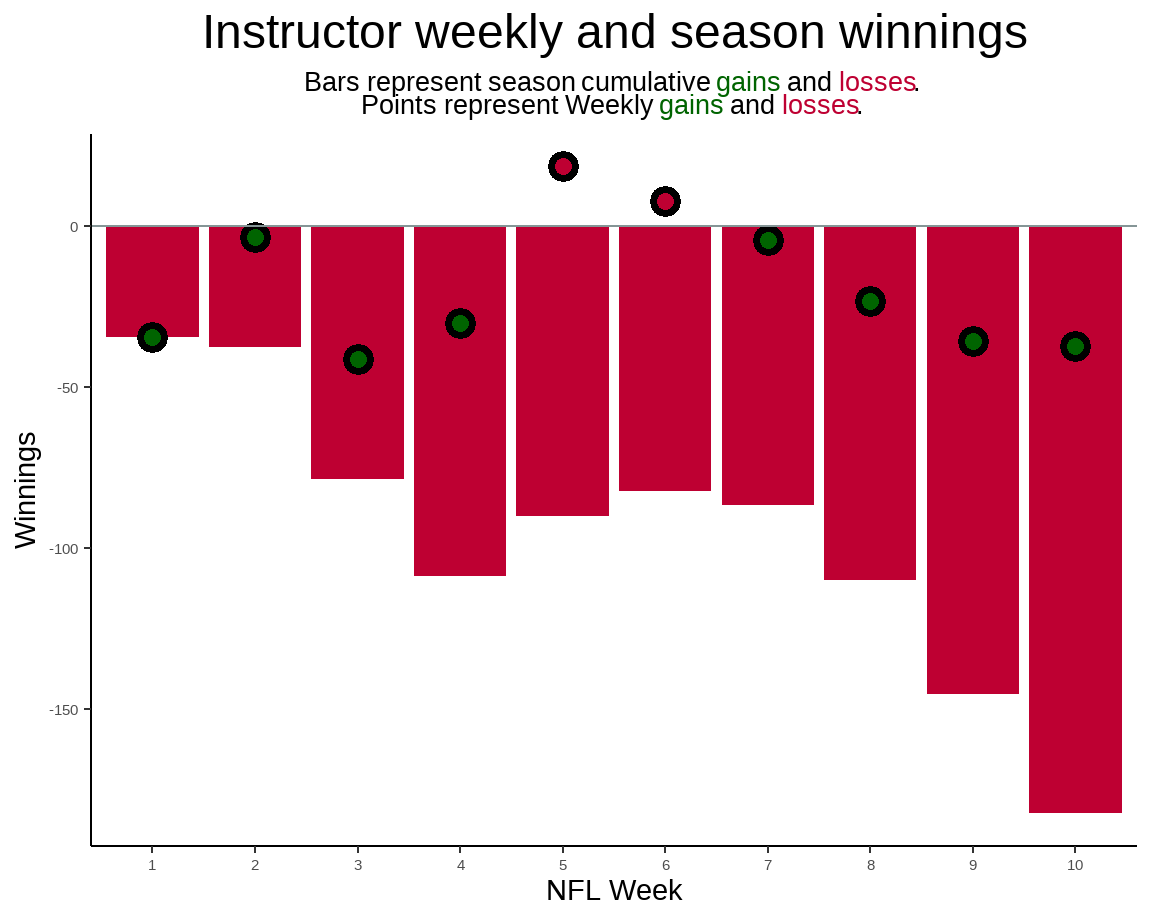 Instructor weekly and season winnings
Bars represent season cumulative gains and losses.
Points represent Weekly gains and losses.
Winnings
0
-50
-100
-150
1 2 3 4 5 6 7 8 9 10
NFL Week